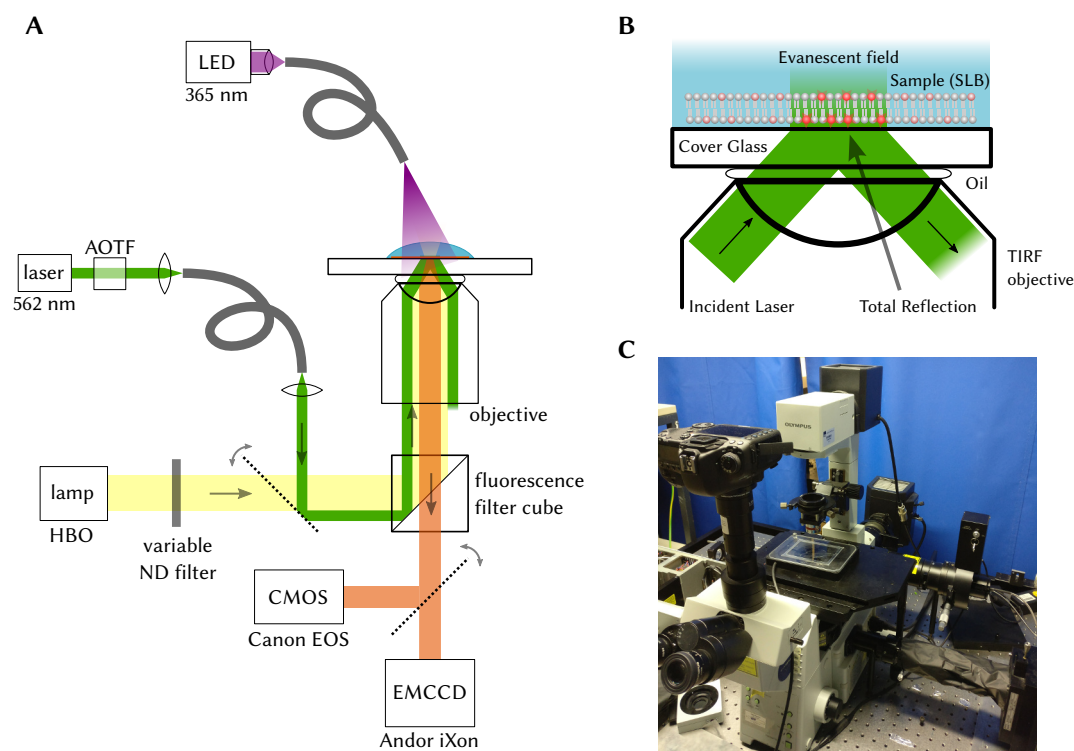 A
LED
365 nm
AOTF
laser
562 nm
objective
lamp
HBO
variable
ND filter
fluorescence
filter cube
CMOS
Canon EOS
EMCCD
Andor iXon
B
Evanescent field
Sample (SLB)
Cover Glass
Oil
TIRF
objective
Incident Laser
Total Reflection
C
OLYMPUS